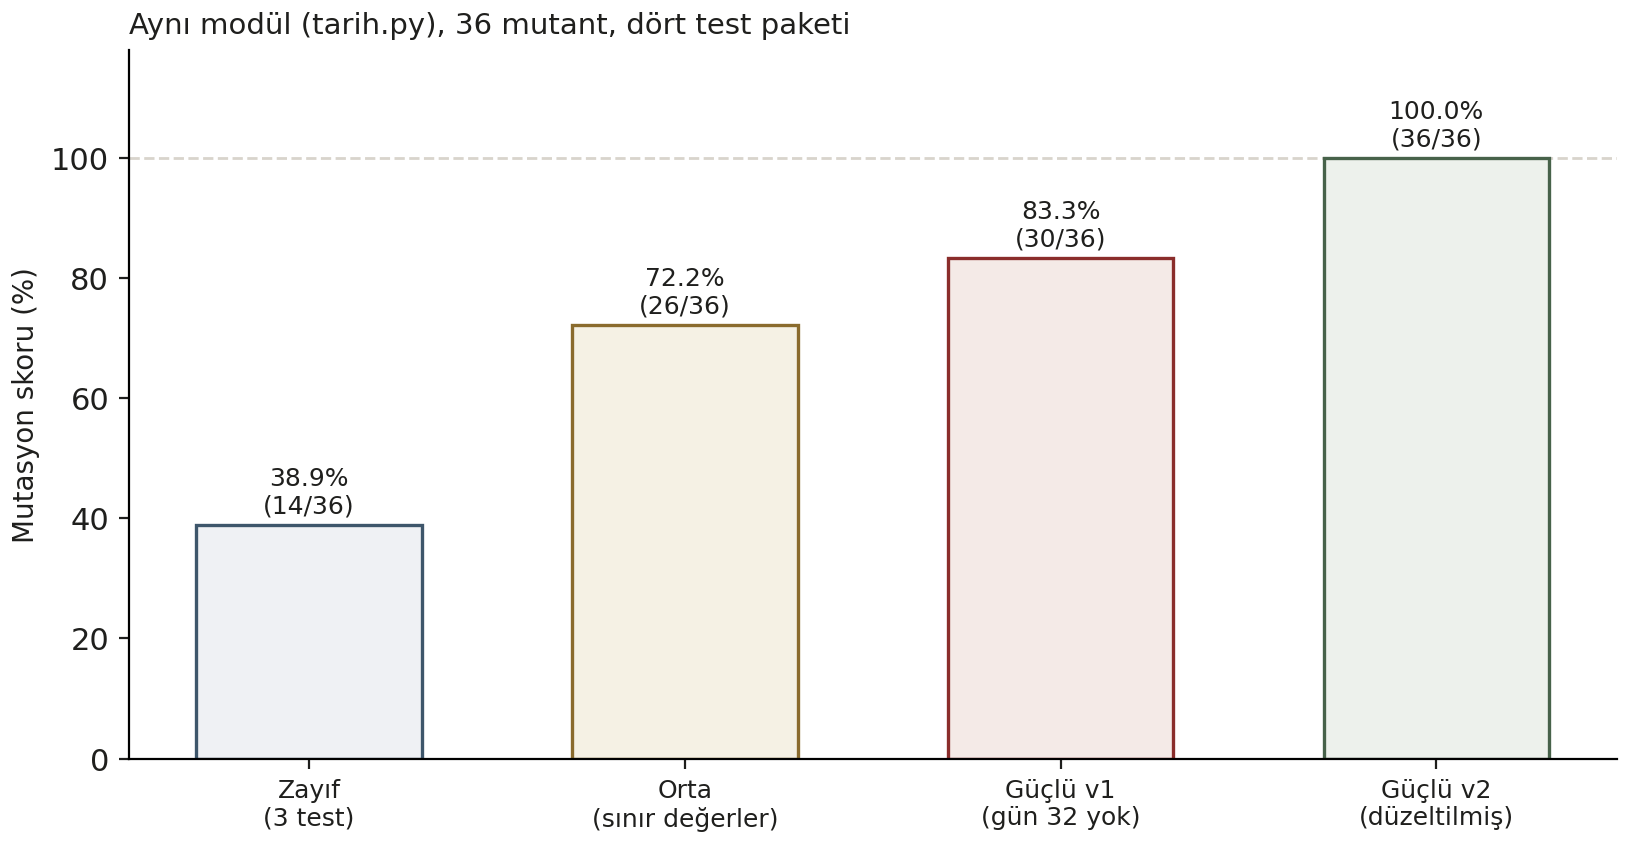 Aynı modül (tarih.py), 36 mutant, dört test paketi
Mutasyon skoru (%)
100
80
60
40
20
0
38.9%
(14/36)
72.2%
(26/36)
83.3%
(30/36)
100.0%
(36/36)
Zayıf
(3 test)
Orta
(sınır değerler)
Güçlü v1
(gün 32 yok)
Güçlü v2
(düzeltilmiş)